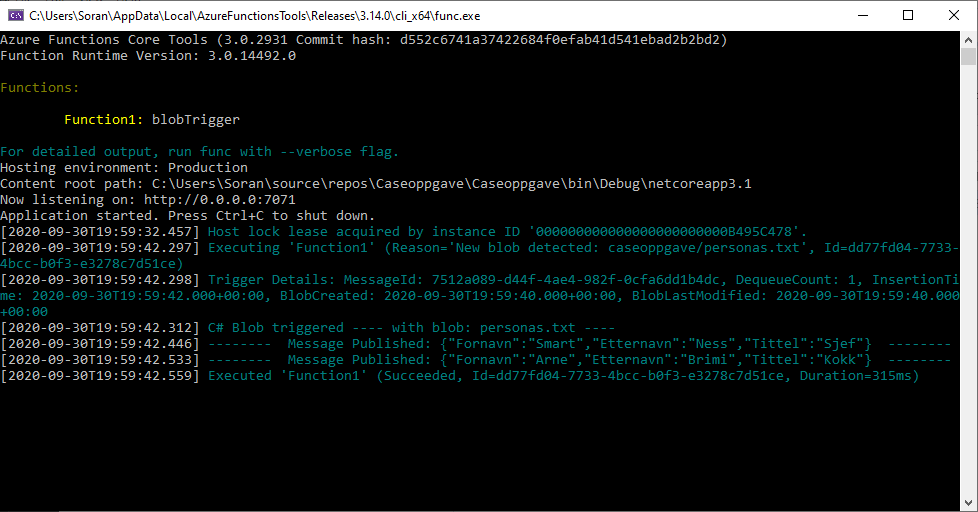 C:\Users\Soran\AppData\Local\AzureFunctionsTools\Releases\3.14.0\cli_x64\func.exe
Azure Functions Core Tools (3.0.2931 Commit hash: d552c6741a37422684f0efab41d541ebad2b2bd2)
Function Runtime Version: 3.0.14492.0
Functions:
Function1: blobTrigger
For detailed output, run func with --verbose flag.
Hosting environment: Production
Content root path: C:\Users\Soran\source\repos\Caseoppgave\Caseoppgave\bin\Debug\netcoreapp3.1
Now listening on: http://0.0.0.0:7071
Application started. Press Ctrl+C to shut down.
[2020-09-30T19:59:32.457] Host lock lease acquired by instance ID '000000000000000000000000B495C478'.
[2020-09-30T19:59:42.297] Executing 'Function1' (Reason='New blob detected: caseoppgave/personas.txt', Id=dd77fd04-7733-
4bcc-b0f3-e3278c7d51ce)
[2020-09-30T19:59:42.298] Trigger Details: MessageId: 7512a089-d44f-4ae4-982f-0cfa6dd1b4dc, DequeueCount: 1, InsertionTi
me: 2020-09-30T19:59:42.000+00:00, BlobCreated: 2020-09-30T19:59:40.000+00:00, BlobLastModified: 2020-09-30T19:59:40.000
+00:00
[2020-09-30T19:59:42.312] C# Blob triggered ---- with blob: personas.txt ----
[2020-09-30T19:59:42.446] --------  Message Published: {"Fornavn":"Smart","Etternavn":"Ness","Tittel":"Sjef"}  --------
[2020-09-30T19:59:42.533] --------  Message Published: {"Fornavn":"Arne","Etternavn":"Brimi","Tittel":"Kokk"}  --------
[2020-09-30T19:59:42.559] Executed 'Function1' (Succeeded, Id=dd77fd04-7733-4bcc-b0f3-e3278c7d51ce, Duration=315ms)